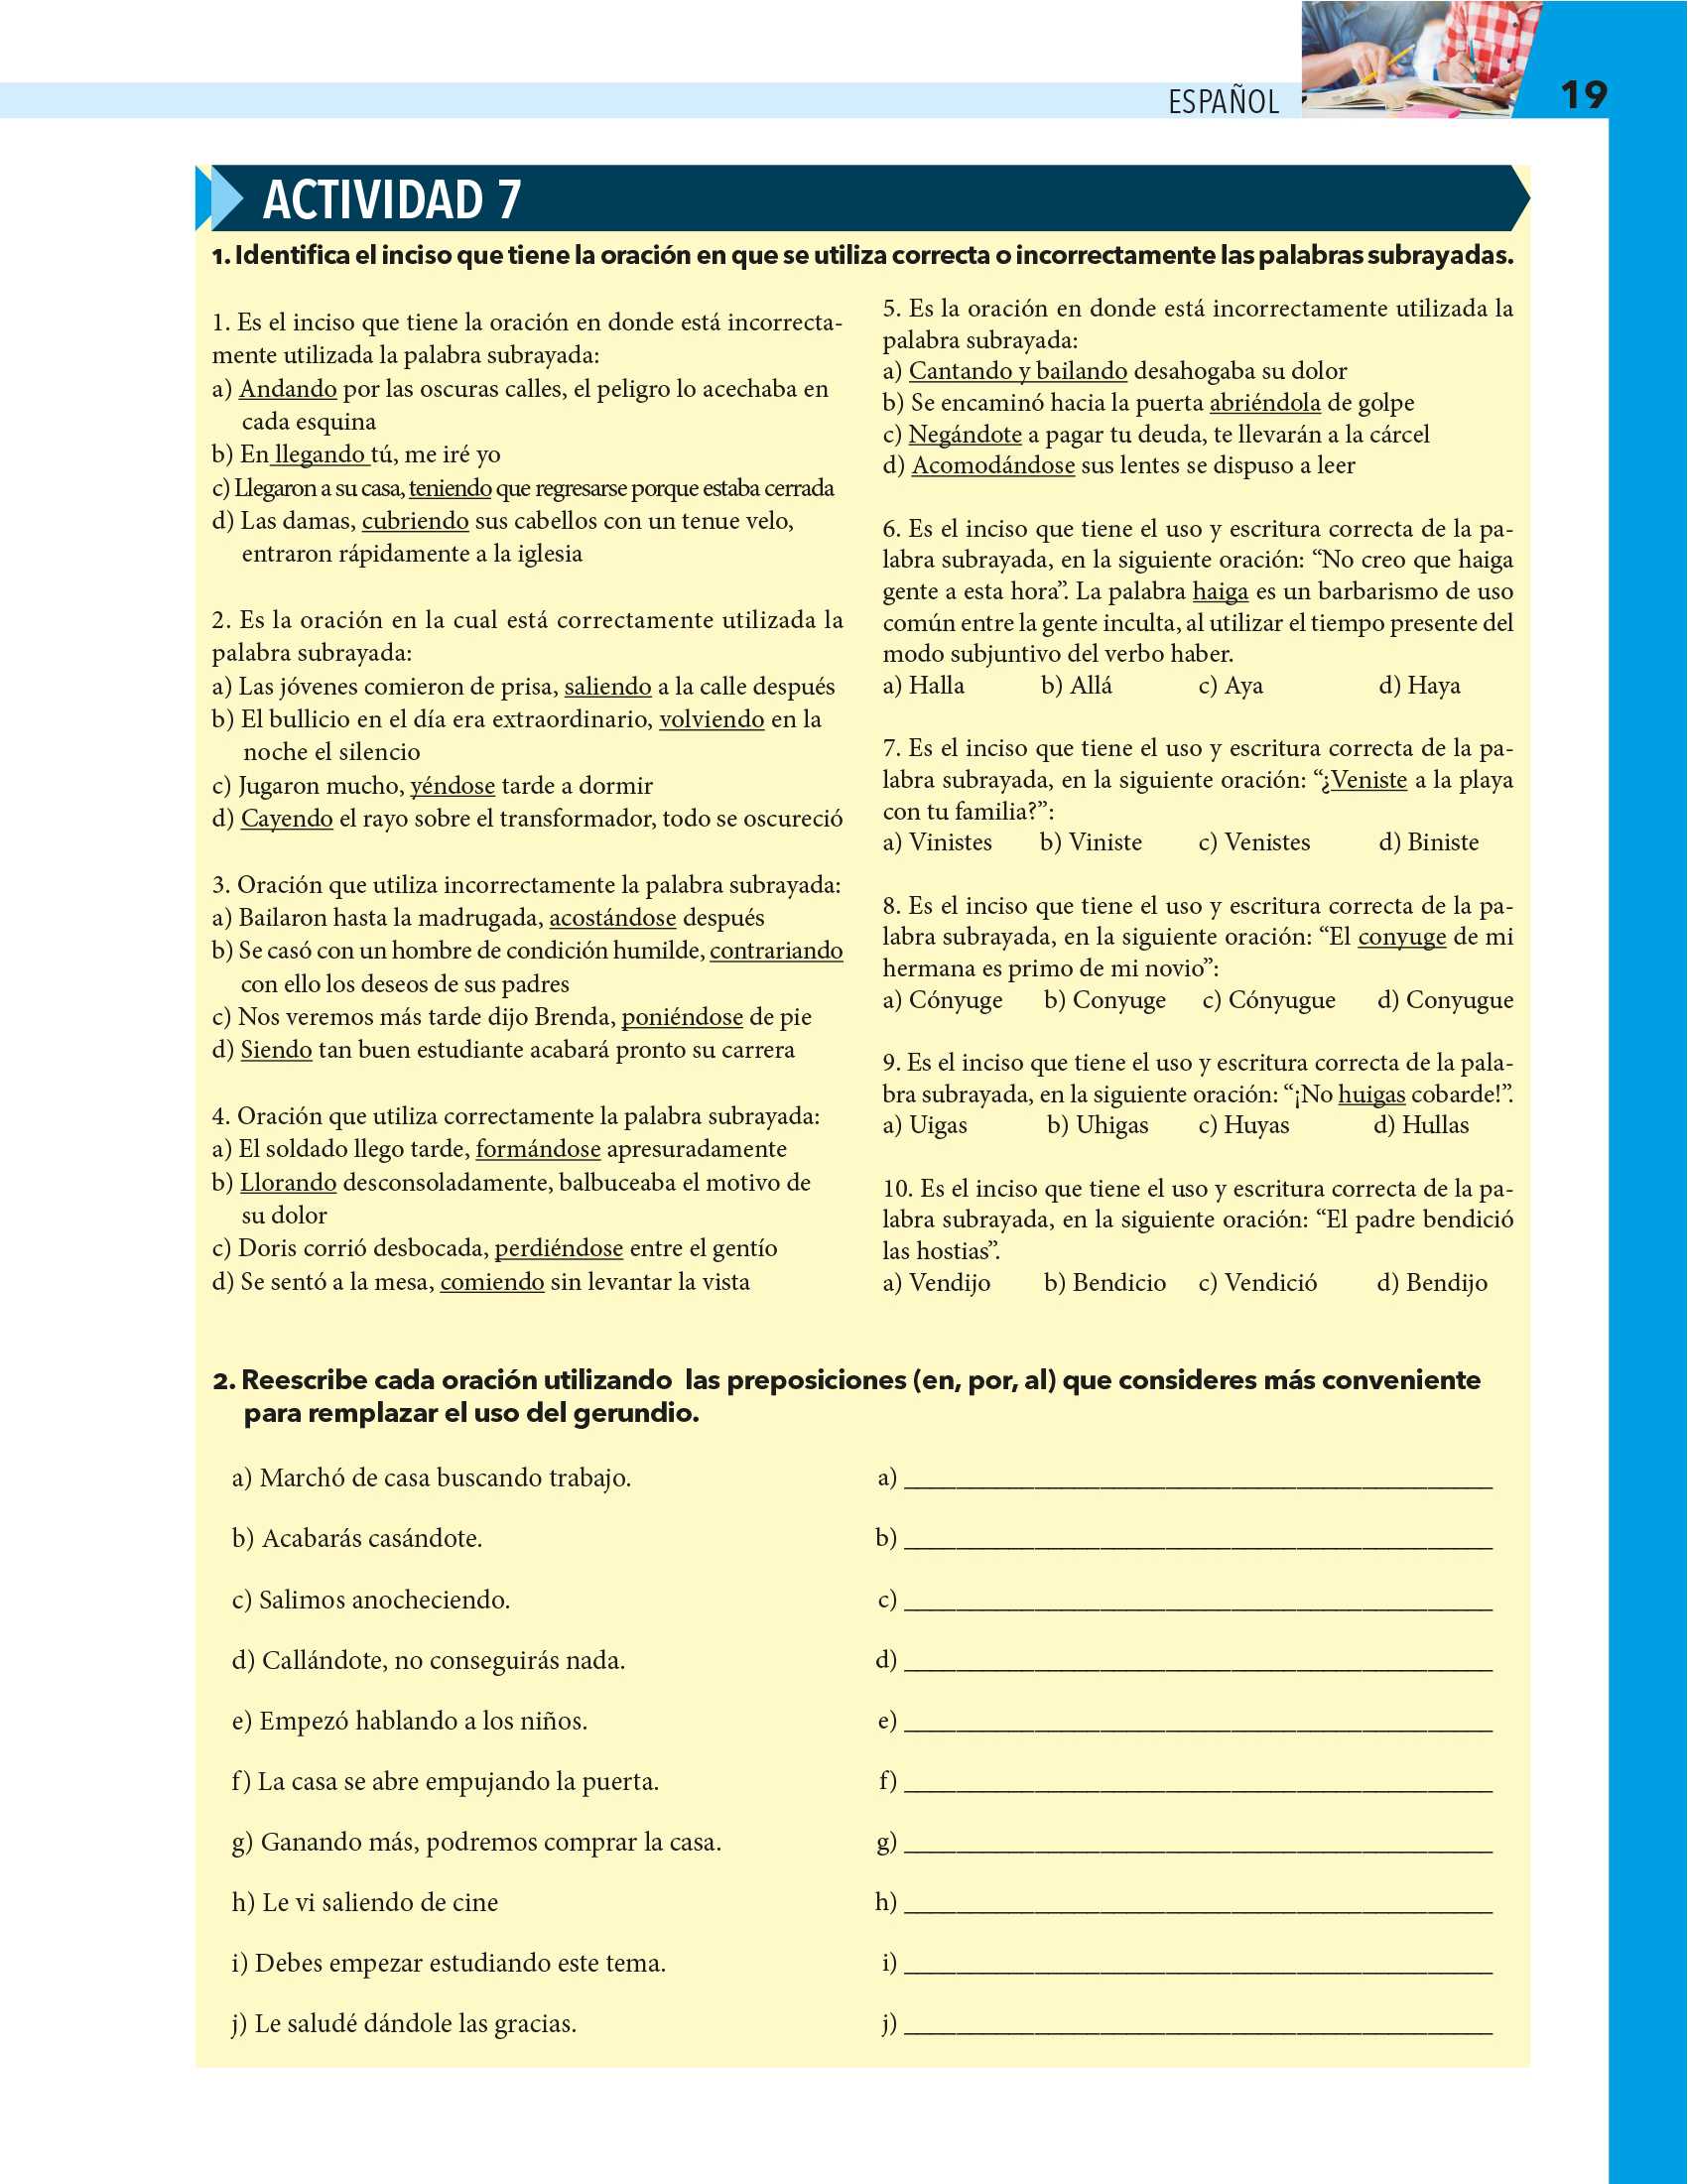 ESPAÑOL
19
ACTIVIDAD 7
1. Identifica el inciso que tiene la oración en que se utiliza correcta o incorrectamente las palabras subrayadas.
1. Es el inciso que tiene la oración en donde está incorrecta-
mente utilizada la palabra subrayada:
a) Andando por las oscuras calles, el peligro lo acechaba en
cada esquina
b) En llegando tú, me iré yo
c) Llegaron a su casa, teniendo que regresarse porque estaba cerrada
d) Las damas, cubriendo sus cabellos con un tenue velo,
entraron rápidamente a la iglesia
2. Es la oración en la cual está correctamente utilizada la
palabra subrayada:
a) Las jóvenes comieron de prisa, saliendo a la calle después
b) El bullicio en el día era extraordinario, volviendo en la
noche el silencio
c) Jugaron mucho, yéndose tarde a dormir
d) Cayendo el rayo sobre el transformador, todo se oscureció
3. Oración que utiliza incorrectamente la palabra subrayada:
a) Bailaron hasta la madrugada, acostándose después
b) Se casó con un hombre de condición humilde, contrariando
con ello los deseos de sus padres
c) Nos veremos más tarde dijo Brenda, poniéndose de pie
d) Siendo tan buen estudiante acabará pronto su carrera
4. Oración que utiliza correctamente la palabra subrayada:
a) El soldado llego tarde, formándose apresuradamente
b) Llorando desconsoladamente, balbuceaba el motivo de
su dolor
c) Doris corrió desbocada, perdiéndose entre el gentío
d) Se sentó a la mesa, comiendo sin levantar la vista
5. Es la oración en donde está incorrectamente utilizada la
palabra subrayada:
a) Cantando y bailando desahogaba su dolor
b) Se encaminó hacia la puerta abriéndola de golpe
c) Negándote a pagar tu deuda, te llevarán a la cárcel
d) Acomodándose sus lentes se dispuso a leer
6. Es el inciso que tiene el uso y escritura correcta de la pa-
labra subrayada, en la siguiente oración: “No creo que haiga
gente a esta hora”. La palabra haiga es un barbarismo de uso
común entre la gente inculta, al utilizar el tiempo presente del
modo subjuntivo del verbo haber.
a) Halla b) Allá c) Aya d) Haya
7. Es el inciso que tiene el uso y escritura correcta de la pa-
labra subrayada, en la siguiente oración: “¿Veniste a la playa
con tu familia?”:
a) Vinistes b) Viniste c) Venistes d) Biniste
8. Es el inciso que tiene el uso y escritura correcta de la pa-
labra subrayada, en la siguiente oración: “El conyuge de mi
hermana es primo de mi novio”:
a) Cónyuge b) Conyuge c) Cónyugue d) Conyugue
9. Es el inciso que tiene el uso y escritura correcta de la pala-
bra subrayada, en la siguiente oración: “¡No huigas cobarde!”.
a) Uigas b) Uhigas c) Huyas d) Hullas
10. Es el inciso que tiene el uso y escritura correcta de la pa-
labra subrayada, en la siguiente oración: “El padre bendició
las hostias”.
a) Vendijo b) Bendicio c) Vendició d) Bendijo
2. Reescribe cada oración utilizando las preposiciones (en, por, al) que consideres más conveniente
para remplazar el uso del gerundio.
a) Marchó de casa buscando trabajo. a)
b) Acabarás casándote. b)
c) Salimos anocheciendo. c)
d) Callándote, no conseguirás nada. d)
e) Empezó hablando a los niños. e)
f) La casa se abre empujando la puerta. f)
g) Ganando más, podremos comprar la casa. g)
h) Le vi saliendo de cine h)
i) Debes empezar estudiando este tema. i)
j) Le saludé dándole las gracias. j)